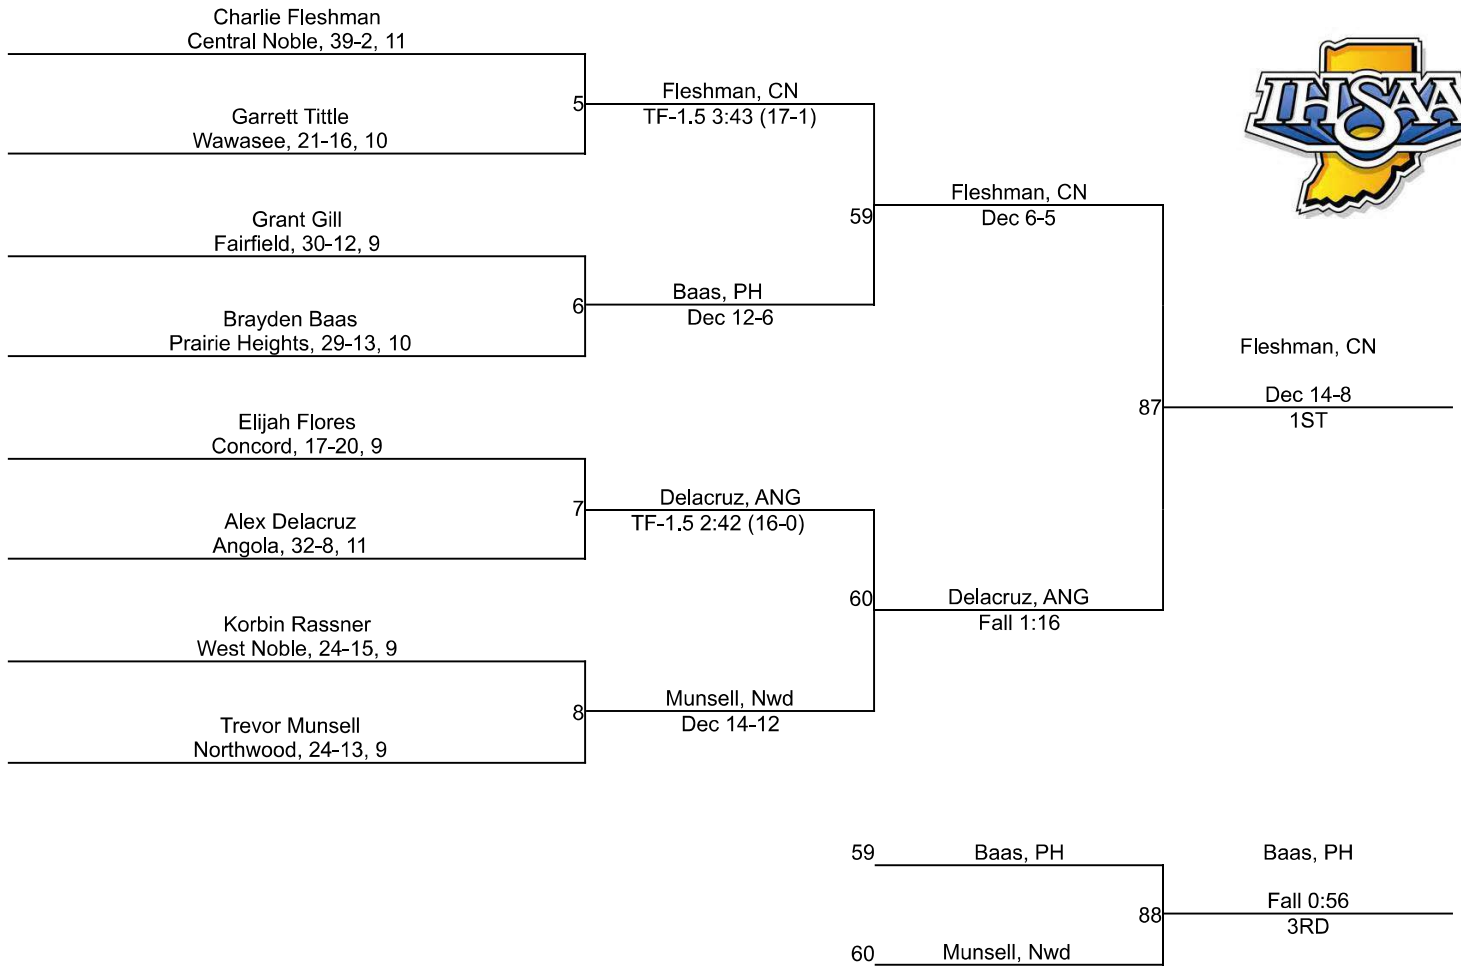 Charlie Fleshman
Central Noble, 39-2, 11
Garrett Tittle
Wawasee, 21-16, 10
Grant Gill
Fairfield, 30-12, 9
Brayden Baas
Prairie Heights, 29-13, 10
Elijah Flores
Concord, 17-20, 9
Alex Delacruz
Angola, 32-8, 11
Korbin Rassner
West Noble, 24-15, 9
Trevor Munsell
Northwood, 24-13, 9
5
Fleshman, CN
TF-1.5 3:43 (17-1)
6
Baas, PH
Dec 12-6
7
Delacruz, ANG
TF-1.5 2:42 (16-0)
8
Munsell, Nwd
Dec 14-12
59
Fleshman, CN
Dec 6-5
60
Delacruz, ANG
Fall 1:16
IHSAA
87
Fleshman, CN
Dec 14-8
1ST
59
Baas, PH
60
Munsell, Nwd
88
Baas, PH
Fall 0:56
3RD